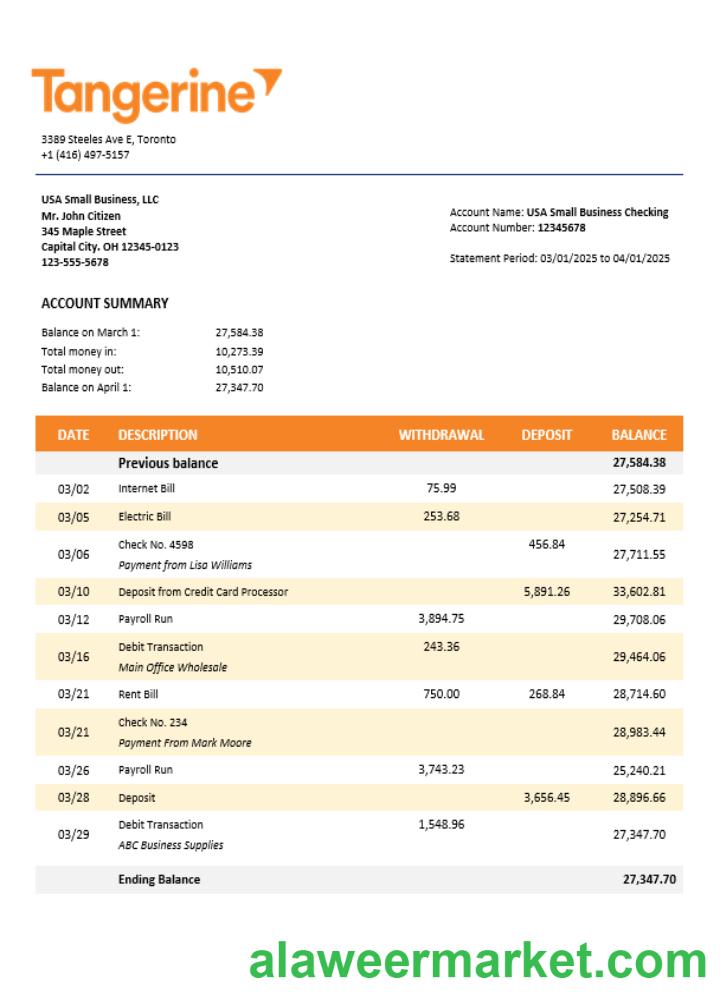 Tangerine
3389 Steeles Ave E, Toronto
+1 (416) 497-5157
USA Small Business, LLC
Mr. John Citizen
345 Maple Street
Capital City. OH 12345-0123
123-555-5678
Account Name: USA Small Business Checking
Account Number: 12345678
Statement Period: 03/01/2025 to 04/01/2025
ACCOUNT SUMMARY
Balance on March 1: 27,584.38
Total money in: 10,273.39
Total money out: 10,510.07
Balance on April 1: 27,347.70
DATE DESCRIPTION WITHDRAWAL DEPOSIT BALANCE
Previous balance 27,584.38
03/02 Internet Bill 75.99 27,508.39
03/05 Electric Bill 253.68 27,254.71
03/06 Check No. 4598 456.84 27,711.55
Payment from Lisa Williams
03/10 Deposit from Credit Card Processor 5,891.26 33,602.81
03/12 Payroll Run 3,894.75 29,708.06
03/16 Debit Transaction 243.36 29,464.06
Main Office Wholesale
03/21 Rent Bill 750.00 268.84 28,714.60
03/21 Check No. 234 28,983.44
Payment From Mark Moore
03/26 Payroll Run 3,743.23 25,240.21
03/28 Deposit 3,656.45 28,896.66
03/29 Debit Transaction 1,548.96 27,347.70
ABC Business Supplies
Ending Balance 27,347.70
alaweermarket.com